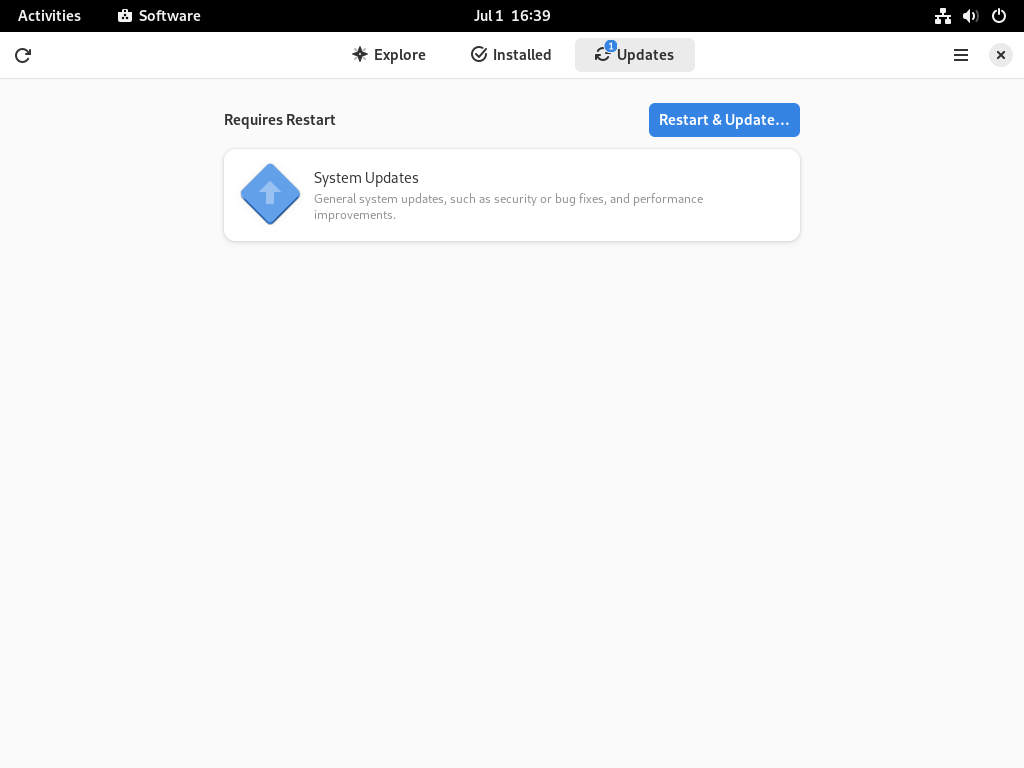 Activities Software Jul 1 16:39
Explore Installed 1 Updates
Requires Restart Restart & Update…
System Updates
General system updates, such as security or bug fixes, and performance
improvements.